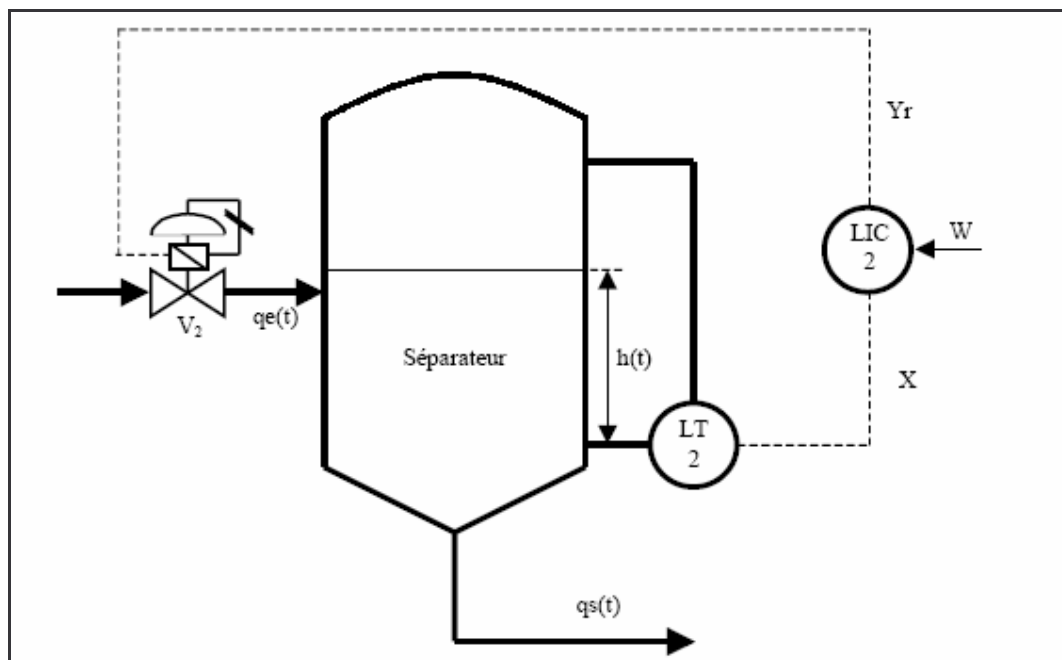 Yr
LIC
2
W
V₂
qe(t)
Séparateur
h(t)
X
LT
2
qs(t)